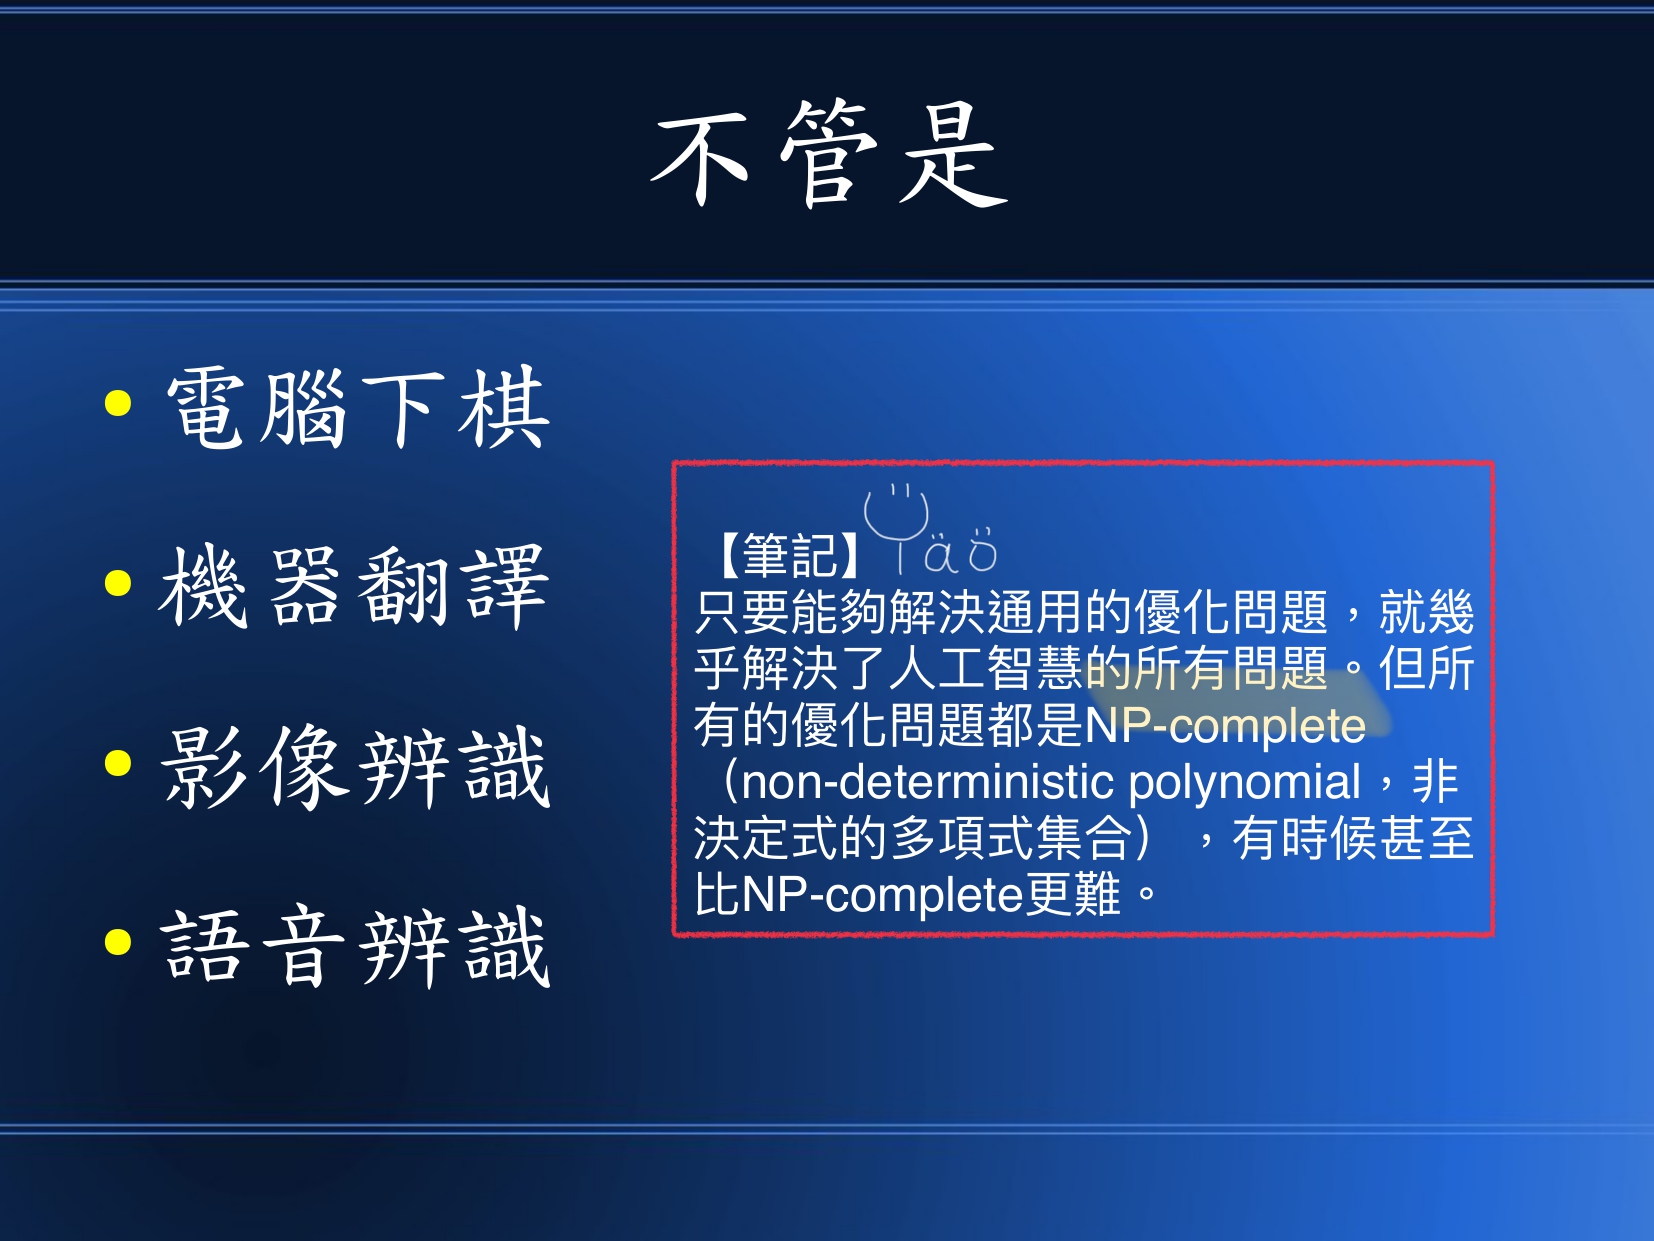 不管是
電腦下棋
機器翻譯
影像辨識
語音辨識
【筆記】 Täö
只要能夠解決通用的優化問題，就幾
乎解決了人工智慧的所有問題。但所
有的優化問題都是NP-complete
（non-deterministic polynomial，非
決定式的多項式集合），有時候甚至
比NP-complete更難。